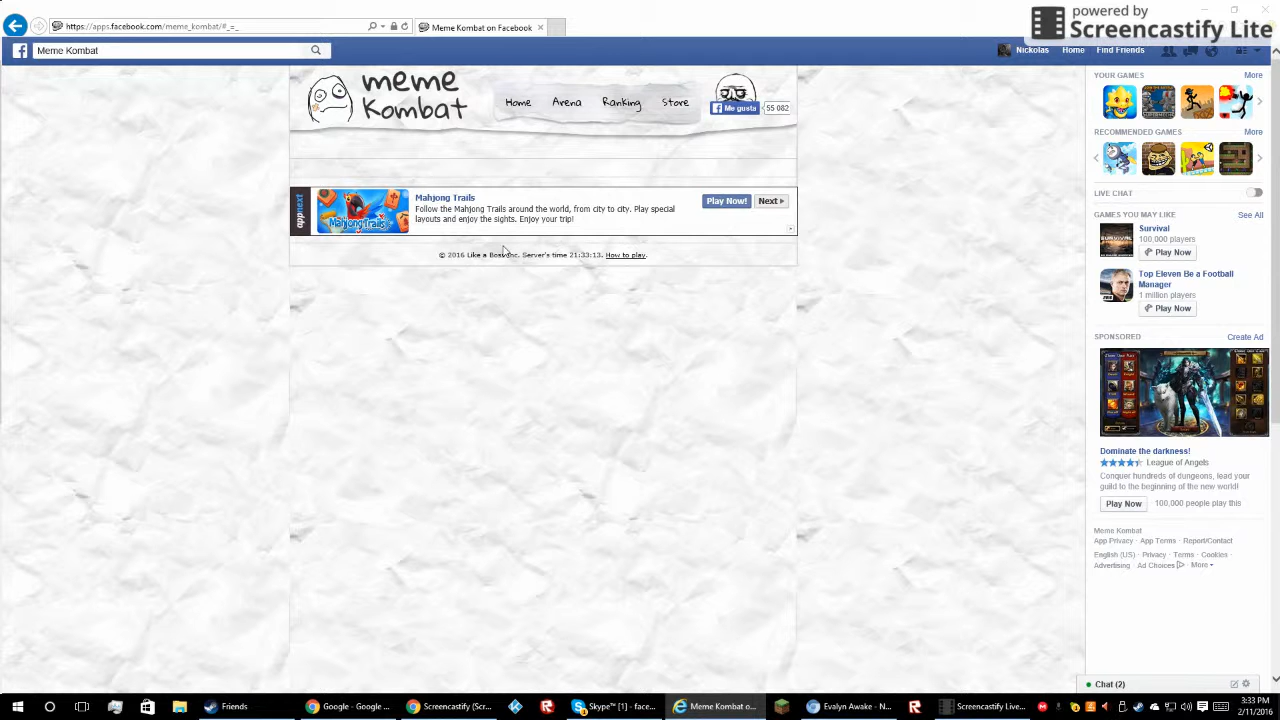 powered by
Screencastify Lite
https://apps.facebook.com/meme_kombat/#_=_
Meme Kombat on Facebook
Meme Kombat
Nickolas Home Find Friends
meme
Kombat
Home Arena Ranking Store
Me gusta 55 082
appnext
Mahjong Trails
Mahjong Trails
Follow the Mahjong Trails around the world, from city to city. Play special
layouts and enjoy the sights. Enjoy your trip!
Play Now! Next
© 2016 Like a Boss Inc. Server's time 21:33:13. How to play.
YOUR GAMES More
RECOMMENDED GAMES More
LIVE CHAT
GAMES YOU MAY LIKE See All
SURVIVAL
Survival
100,000 players
Play Now
Top Eleven Be a Football
Manager
1 million players
Play Now
SPONSORED Create Ad
Dominate the darkness!
League of Angels
Conquer hundreds of dungeons, lead your
guild to the beginning of the new world!
Play Now 100,000 people play this
Meme Kombat
App Privacy · App Terms · Report/Contact
English (US) · Privacy · Terms · Cookies ·
Advertising · Ad Choices · More
Chat (2)
Friends
Google - Google ...
Screencastify (Scr...
Skype™ [1] - face...
Meme Kombat o...
Evalyn Awake - N...
Screencastify Live...
3:33 PM
2/11/2016